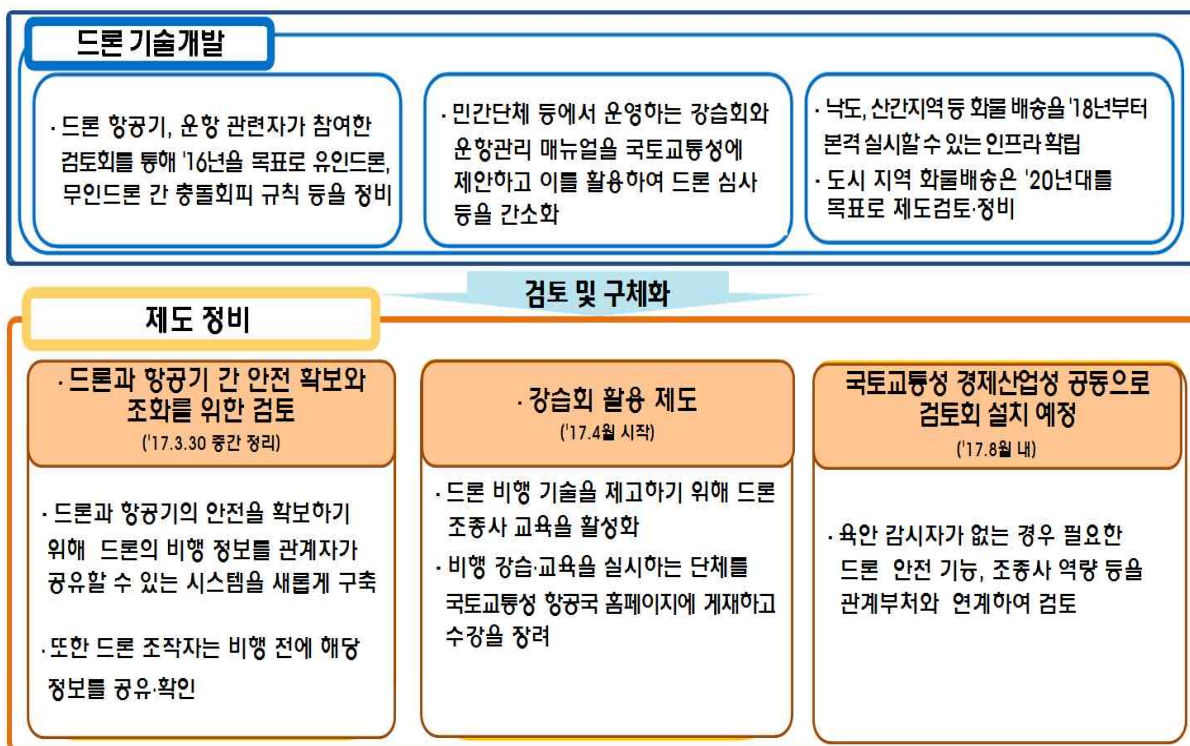 드론 기술개발
· 드론 항공기, 운항 관련자가 참여한
검토회를 통해 '16년을 목표로 유인드론,
무인드론 간 충돌회피 규칙 등을 정비
· 민간단체 등에서 운영하는 강습회와
운항관리 매뉴얼을 국토교통성에
제안하고 이를 활용하여 드론 심사
등을 간소화
· 낙도, 산간지역 등 화물 배송을 '18년부터
본격 실시할 수 있는 인프라 확립
· 도시 지역 화물배송은 '20년대를
목표로 제도검토·정비
검토 및 구체화
제도 정비
· 드론과 항공기 간 안전 확보와
조화를 위한 검토
('17.3.30 중간 정리)
· 드론과 항공기의 안전을 확보하기
위해 드론의 비행 정보를 관계자가
공유할 수 있는 시스템을 새롭게 구축
· 또한 드론 조작자는 비행 전에 해당
정보를 공유·확인
· 강습회 활용 제도
('17.4월 시작)
· 드론 비행 기술을 제고하기 위해 드론
조종사 교육을 활성화
· 비행 강습·교육을 실시하는 단체를
국토교통성 항공국 홈페이지에 게재하고
수강을 장려
국토교통성 경제산업성 공동으로
검토회 설치 예정
('17.8월 내)
· 육안 감시자가 없는 경우 필요한
드론 안전 기능, 조종사 역량 등을
관계부처와 연계하여 검토